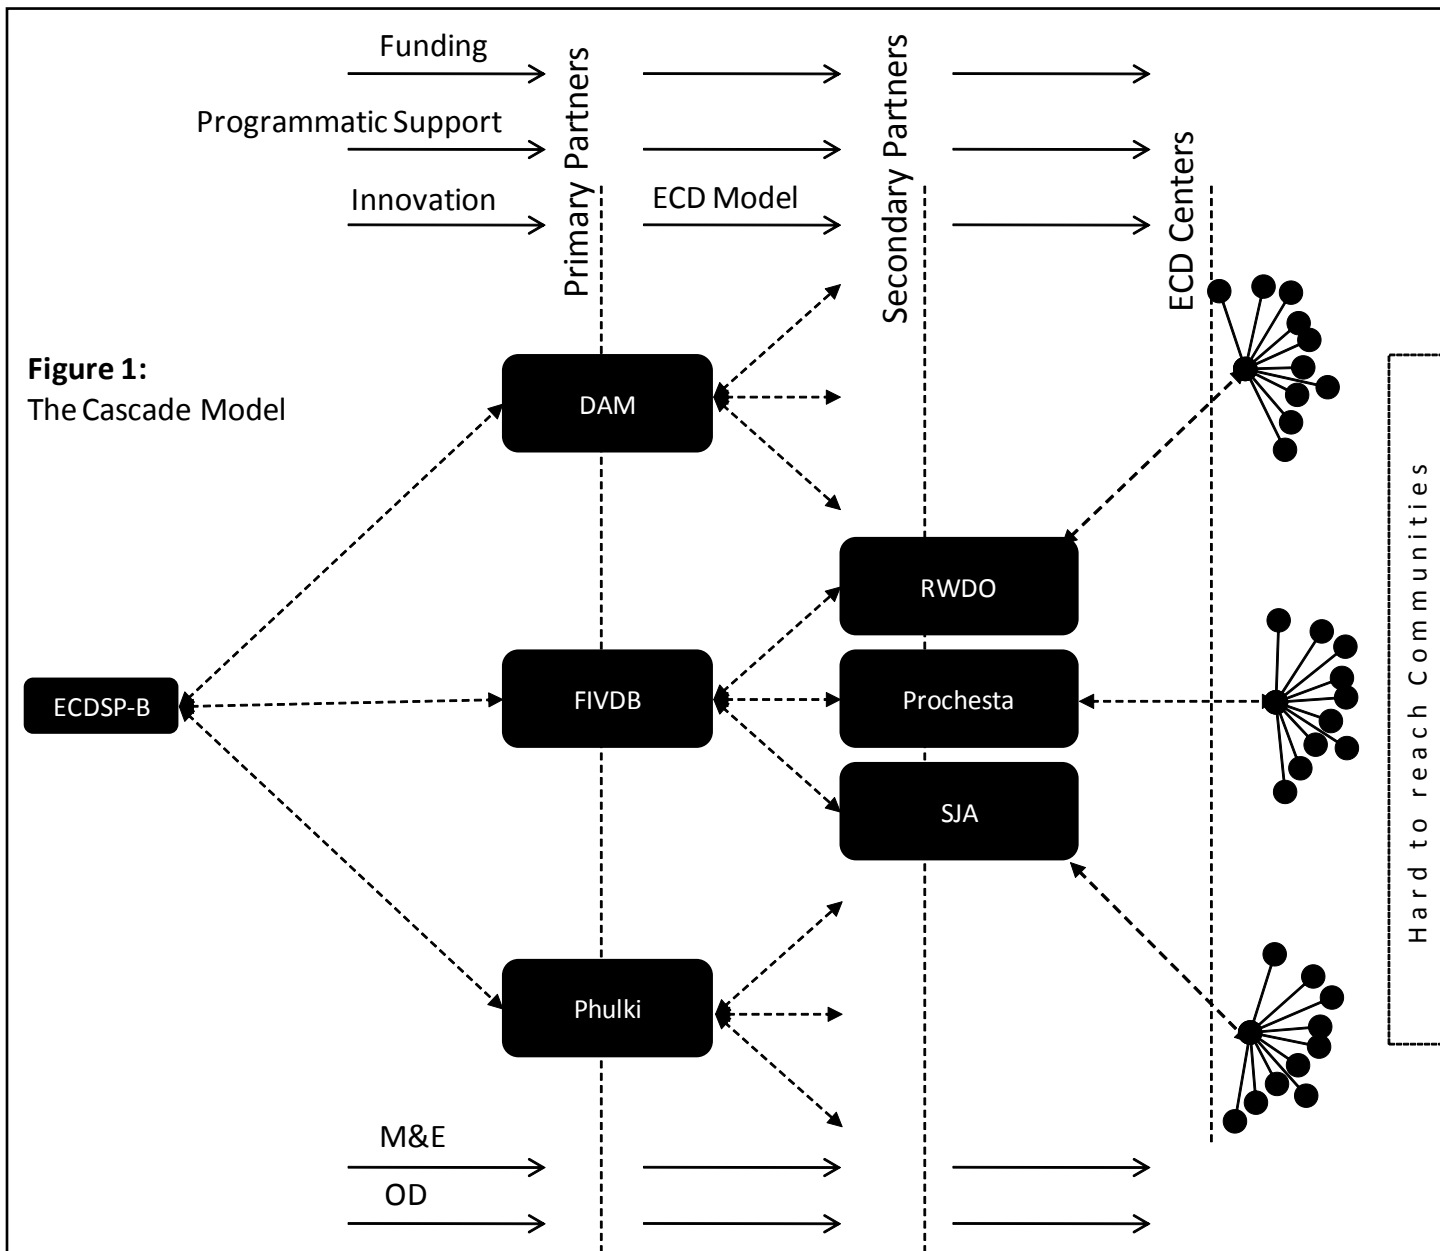 Funding
Programmatic Support
Innovation
Primary Partners
ECD Model
Secondary Partners
ECD Centers
Figure 1:
The Cascade Model
DAM
RWDO
ECDSP-B
FIVDB
Prochesta
SJA
Phulki
Hard to reach Communities
M&E
OD